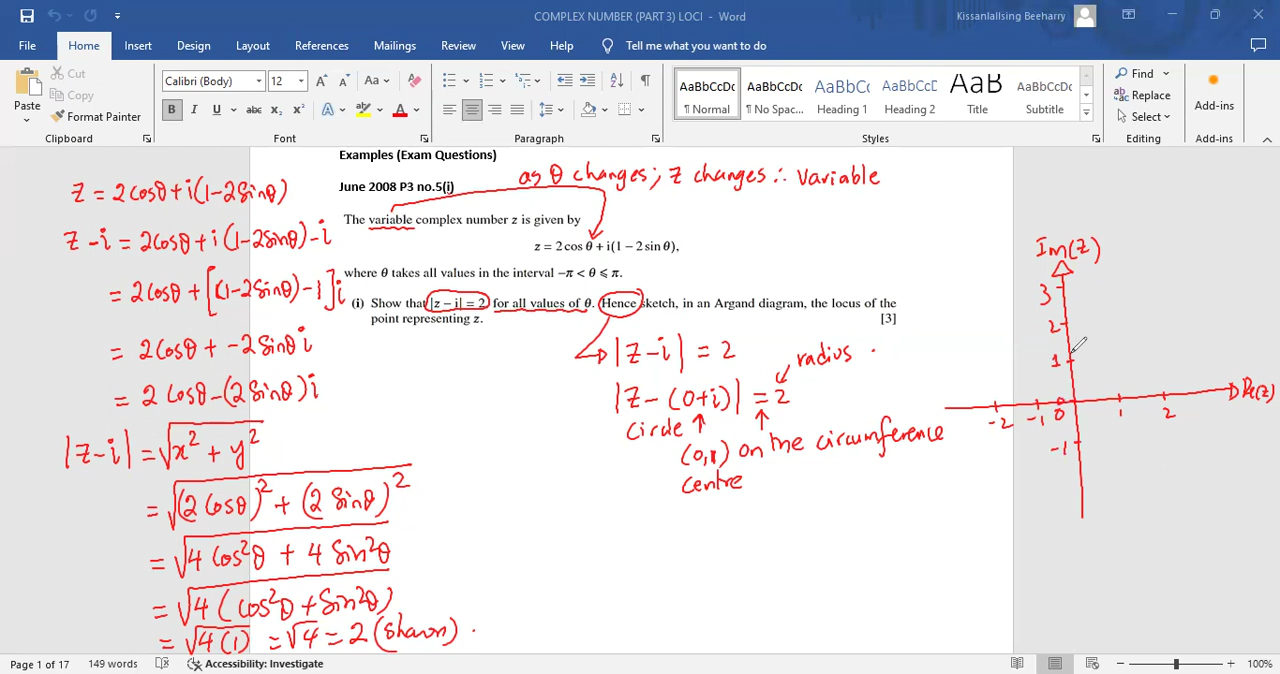 COMPLEX NUMBER (PART 3) LOCI - Word
Kissanlallsing Beeharry
File Home Insert Design Layout References Mailings Review View Help Tell me what you want to do
Paste
Cut
Copy
Format Painter
Clipboard
Calibri (Body) 12
Font
Paragraph
AaBbCcDc AaBbCcDc AaBbCc AaBbCcD AaB AaBbCcD
¶ Normal ¶ No Spac... Heading 1 Heading 2 Title Subtitle
Styles
Find
Replace
Select
Editing
Add-ins
Add-ins
Examples (Exam Questions)
as θ changes; z changes ∴ variable
June 2008 P3 no.5(i)
The variable complex number z is given by
z = 2 cos θ + i(1 − 2 sin θ),
where θ takes all values in the interval −π < θ ⩽ π.
(i) Show that |z − i| = 2, for all values of θ. Hence sketch, in an Argand diagram, the locus of the
point representing z. [3]
z = 2cosθ + i(1-2sinθ)
z - i = 2cosθ + i(1-2sinθ) - i
= 2cosθ + [(1-2sinθ) - 1] i
= 2cosθ + -2sinθ i
= 2cosθ - (2sinθ) i
|z - i| = √x² + y²
= √(2cosθ)² + (2sinθ)²
= √4cos²θ + 4sin²θ
= √4(cos²θ + sin²θ)
= √4(1) = √4 = 2 (shown).
|z - i| = 2
radius
|z - (0+i)| = 2
circle
(0,1) on the circumference
centre
Im(z)
3
2
1
0
-2 -1 0 1 2 Re(z)
-1
Page 1 of 17 149 words Accessibility: Investigate 100%